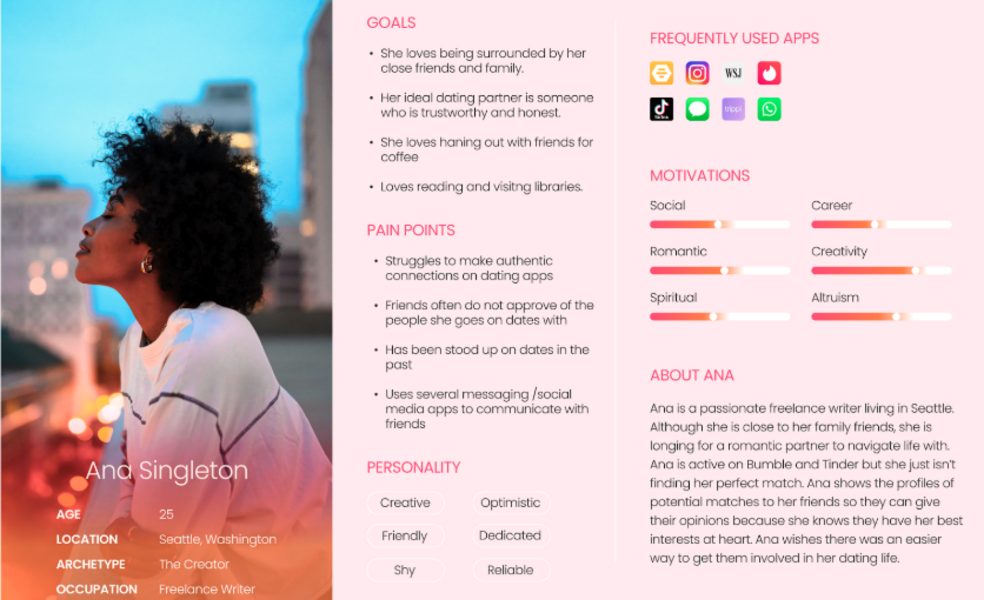 Ana Singleton
AGE 25
LOCATION Seattle, Washington
ARCHETYPE The Creator
OCCUPATION Freelance Writer
GOALS
• She loves being surrounded by her
close friends and family.
• Her ideal dating partner is someone
who is trustworthy and honest.
• She loves haning out with friends for
coffee
• Loves reading and visitng libraries.
PAIN POINTS
• Struggles to make authentic
connections on dating apps
• Friends often do not approve of the
people she goes on dates with
• Has been stood up on dates in the
past
• Uses several messaging /social
media apps to communicate with
friends
PERSONALITY
Creative Optimistic
Friendly Dedicated
Shy Reliable
FREQUENTLY USED APPS
WSJ
TikTok trippl
MOTIVATIONS
Social Career
Romantic Creativity
Spiritual Altruism
ABOUT ANA
Ana is a passionate freelance writer living in Seattle.
Although she is close to her family friends, she is
longing for a romantic partner to navigate life with.
Ana is active on Bumble and Tinder but she just isn't
finding her perfect match. Ana shows the profiles of
potential matches to her friends so they can give
their opinions because she knows they have her best
interests at heart. Ana wishes there was an easier
way to get them involved in her dating life.